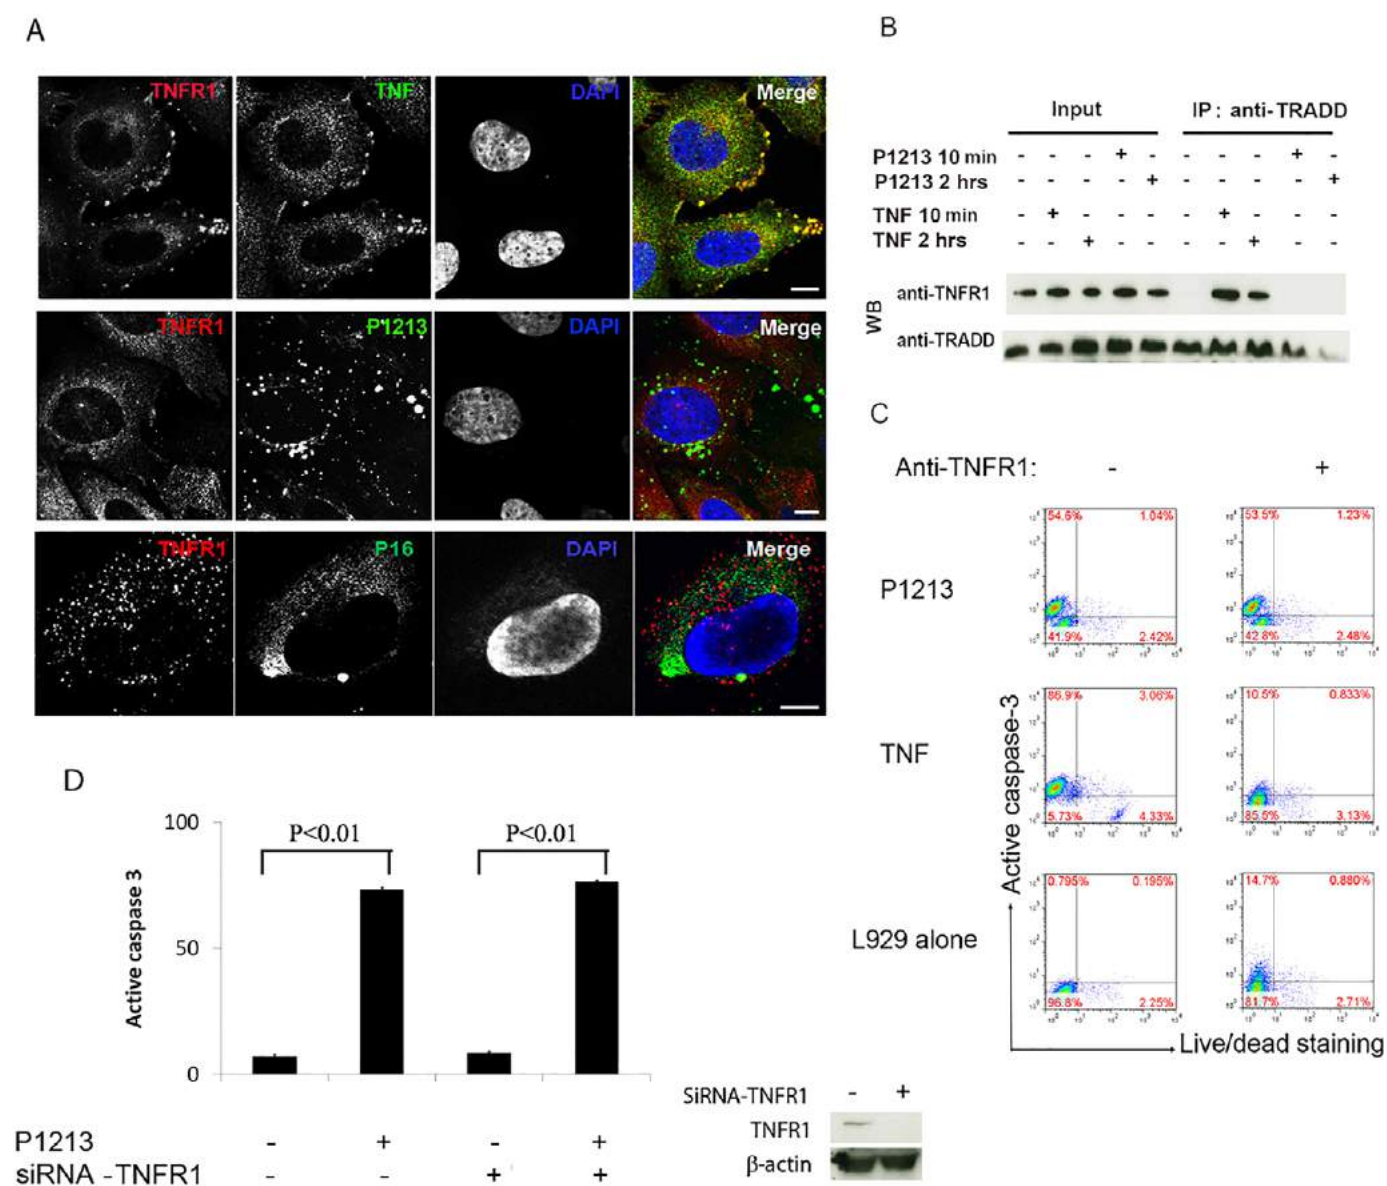 A
TNFR1 TNF DAPI Merge
TNFR1 P1213 DAPI Merge
TNFR1 P16 DAPI Merge
B
Input IP: anti-TRADD
P1213 10 min - - - + - - - - + -
P1213 2 hrs - - - - + - - - - +
TNF 10 min - + - - - - + - - -
TNF 2 hrs - - + - - - - + - -
WB
anti-TNFR1
anti-TRADD
C
Anti-TNFR1: - +
P1213
54.6% 1.04% 53.5% 1.23%
41.9% 2.42% 42.8% 2.48%
TNF
86.9% 3.06% 10.5% 0.833%
5.73% 4.33% 85.5% 3.13%
L929 alone
0.795% 0.195% 14.7% 0.880%
96.8% 2.25% 81.7% 2.71%
Active caspase-3
Live/dead staining
D
Active caspase 3
100
50
0
P<0.01 P<0.01
P1213 - + - +
siRNA -TNFR1 - - + +
SiRNA-TNFR1 - +
TNFR1
β-actin